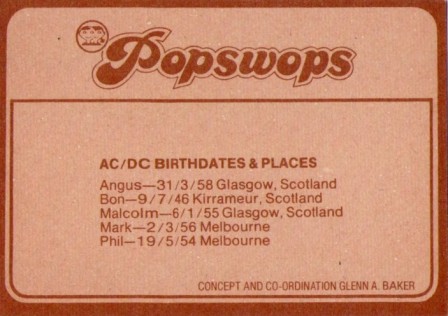 Popswops
AC/DC BIRTHDATES & PLACES
Angus—31/3/58 Glasgow, Scotland
Bon—9/7/46 Kirrameur, Scotland
Malcolm—6/1/55 Glasgow, Scotland
Mark—2/3/56 Melbourne
Phil—19/5/54 Melbourne
CONCEPT AND CO-ORDINATION GLENN A. BAKER